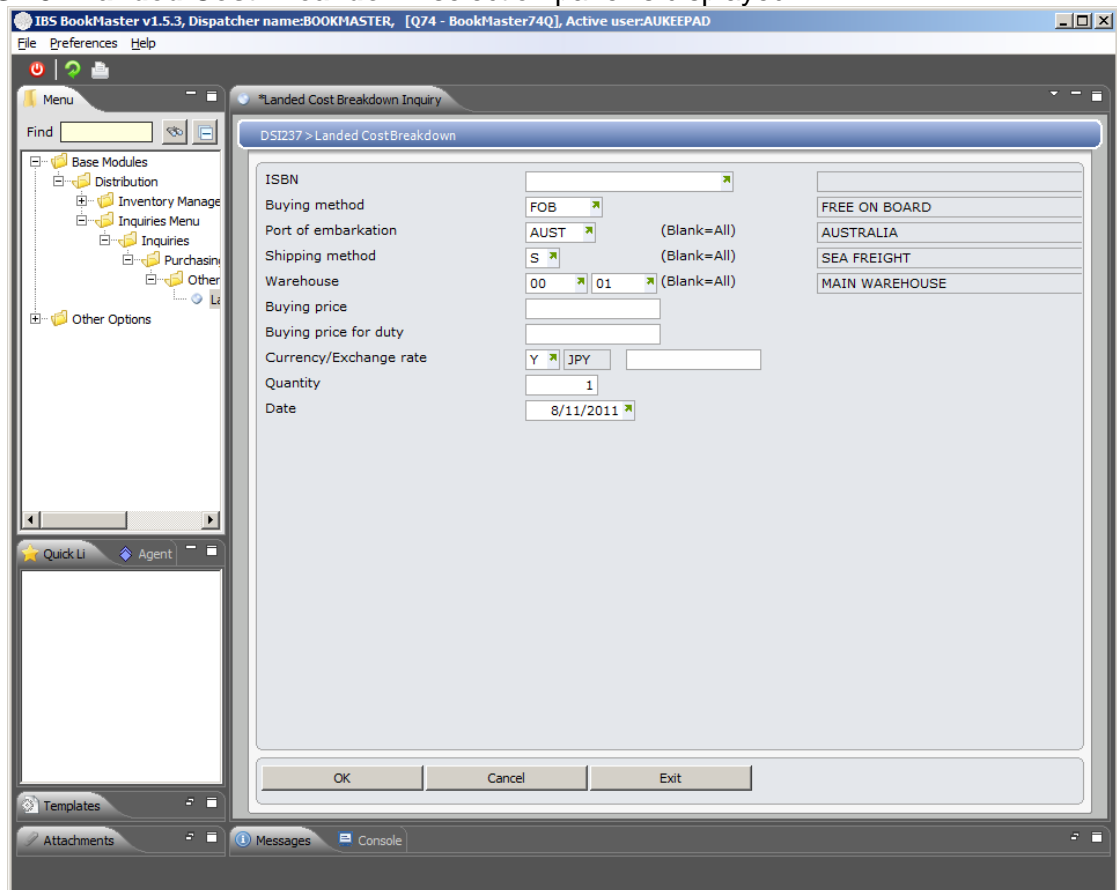 IBS BookMaster v1.5.3, Dispatcher name:BOOKMASTER, [Q74 - BookMaster74Q], Active user:AUKEEPAD
File Preferences Help
Menu
*Landed Cost Breakdown Inquiry
Find
DSI237 > Landed CostBreakdown
Base Modules
Distribution
Inventory Manage
Inquiries Menu
Inquiries
Purchasin
Other
La
Other Options
ISBN
Buying method FOB FREE ON BOARD
Port of embarkation AUST (Blank=All) AUSTRALIA
Shipping method S (Blank=All) SEA FREIGHT
Warehouse 00 01 (Blank=All) MAIN WAREHOUSE
Buying price
Buying price for duty
Currency/Exchange rate Y JPY
Quantity 1
Date 8/11/2011
Quick Li Agent
OK Cancel Exit
Templates
Attachments
Messages Console